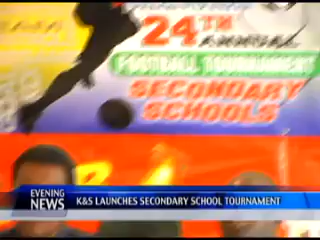 24TH
ANNUAL
FOOTBALL TOURNAMENT
SECONDARY
SCHOOLS
EVENING
NEWS
K&S LAUNCHES SECONDARY SCHOOL TOURNAMENT